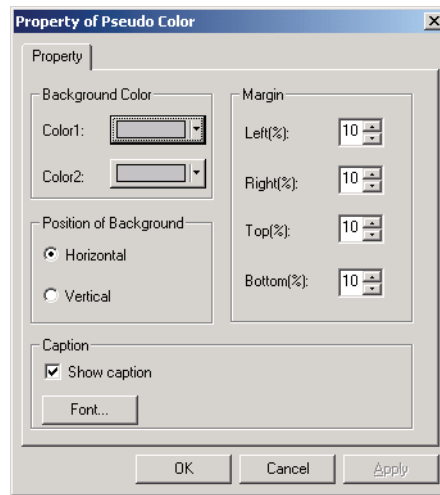 Property of Pseudo Color
Property
Background Color
Color1:
Color2:
Position of Background
Horizontal
Vertical
Margin
Left(%): 10
Right(%): 10
Top(%): 10
Bottom(%): 10
Caption
Show caption
Font...
OK Cancel Apply